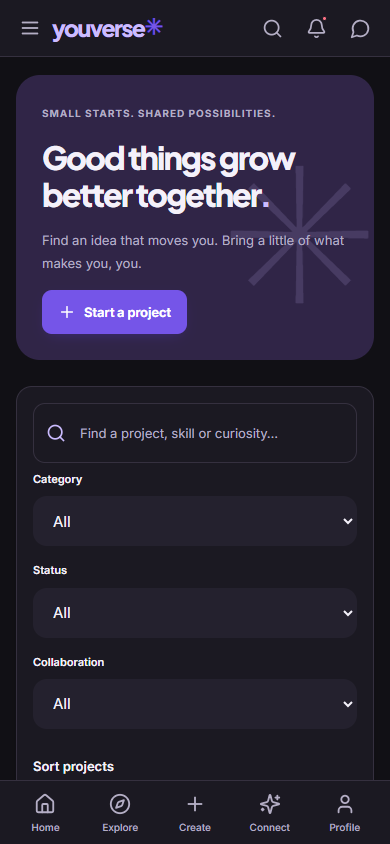 youverse
SMALL STARTS. SHARED POSSIBILITIES.
Good things grow
better together.
Find an idea that moves you. Bring a little of what
makes you, you.
Start a project
Find a project, skill or curiosity...
Category
All
Status
All
Collaboration
All
Sort projects
Home Explore Create Connect Profile